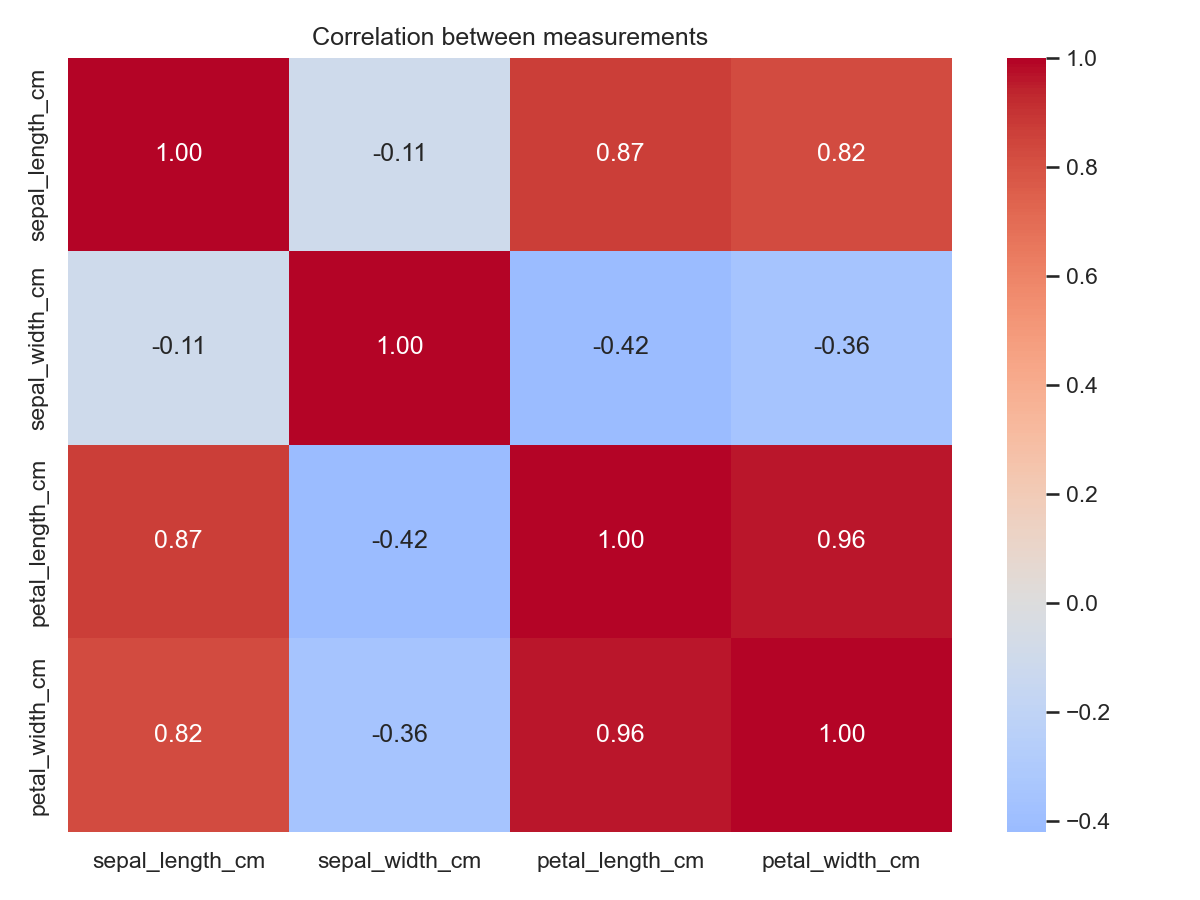 Correlation between measurements
sepal_length_cm
1.00
-0.11
0.87
0.82
sepal_width_cm
-0.11
1.00
-0.42
-0.36
petal_length_cm
0.87
-0.42
1.00
0.96
petal_width_cm
0.82
-0.36
0.96
1.00
sepal_length_cm
sepal_width_cm
petal_length_cm
petal_width_cm
1.0
0.8
0.6
0.4
0.2
0.0
−0.2
−0.4